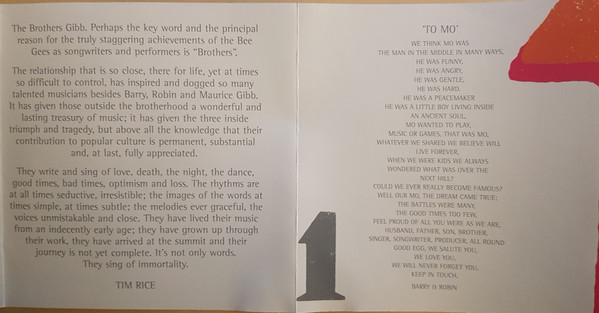 The Brothers Gibb. Perhaps the key word and the principal
reason for the truly staggering achievements of the Bee
Gees as songwriters and performers is "Brothers".
The relationship that is so close, there for life, yet at times
so difficult to control, has inspired and dogged so many
talented musicians besides Barry, Robin and Maurice Gibb.
It has given those outside the brotherhood a wonderful and
lasting treasury of music; it has given the three inside
triumph and tragedy, but above all the knowledge that their
contribution to popular culture is permanent, substantial
and, at last, fully appreciated.
They write and sing of love, death, the night, the dance,
good times, bad times, optimism and loss. The rhythms are
at all times seductive, irresistible; the images of the words at
times simple, at times subtle; the melodies ever graceful, the
voices unmistakable and close. They have lived their music
from an indecently early age; they have grown up through
their work, they have arrived at the summit and their
journey is not yet complete. It's not only words.
They sing of immortality.
TIM RICE
"TO MO"
WE THINK MO WAS
THE MAN IN THE MIDDLE IN MANY WAYS,
HE WAS FUNNY,
HE WAS ANGRY,
HE WAS GENTLE,
HE WAS HARD.
HE WAS A PEACEMAKER
HE WAS A LITTLE BOY LIVING INSIDE
AN ANCIENT SOUL,
MO WANTED TO PLAY,
MUSIC OR GAMES, THAT WAS MO,
WHATEVER WE SHARED WE BELIEVE WILL
LIVE FOREVER,
WHEN WE WERE KIDS WE ALWAYS
WONDERED WHAT WAS OVER THE
NEXT HILL?
COULD WE EVER REALLY BECOME FAMOUS?
WELL OUR MO, THE DREAM CAME TRUE;
THE BATTLES WERE MANY,
THE GOOD TIMES TOO FEW,
FEEL PROUD OF ALL YOU WERE AS WE ARE,
HUSBAND, FATHER, SON, BROTHER,
SINGER, SONGWRITER, PRODUCER, ALL ROUND
GOOD EGG, WE SALUTE YOU,
WE LOVE YOU,
WE WILL NEVER FORGET YOU,
KEEP IN TOUCH,
BARRY & ROBIN
1